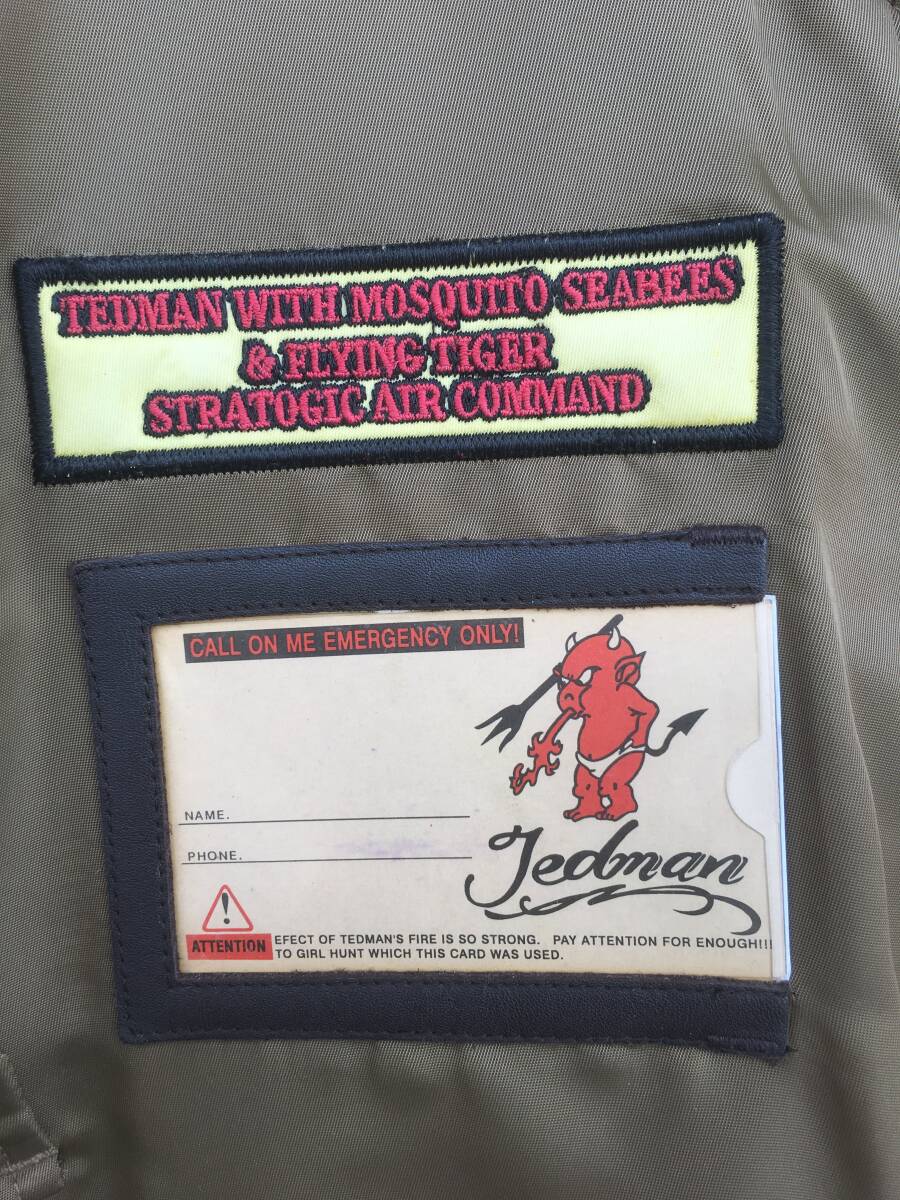 TEDMAN WITH MOSQUITO SEABEES
& FLYING TIGER
STRATOGIC AIR COMMAND
CALL ON ME EMERGENCY ONLY!
NAME.
PHONE.
Tedman
ATTENTION
EFECT OF TEDMAN'S FIRE IS SO STRONG. PAY ATTENTION FOR ENOUGH!!!
TO GIRL HUNT WHICH THIS CARD WAS USED.